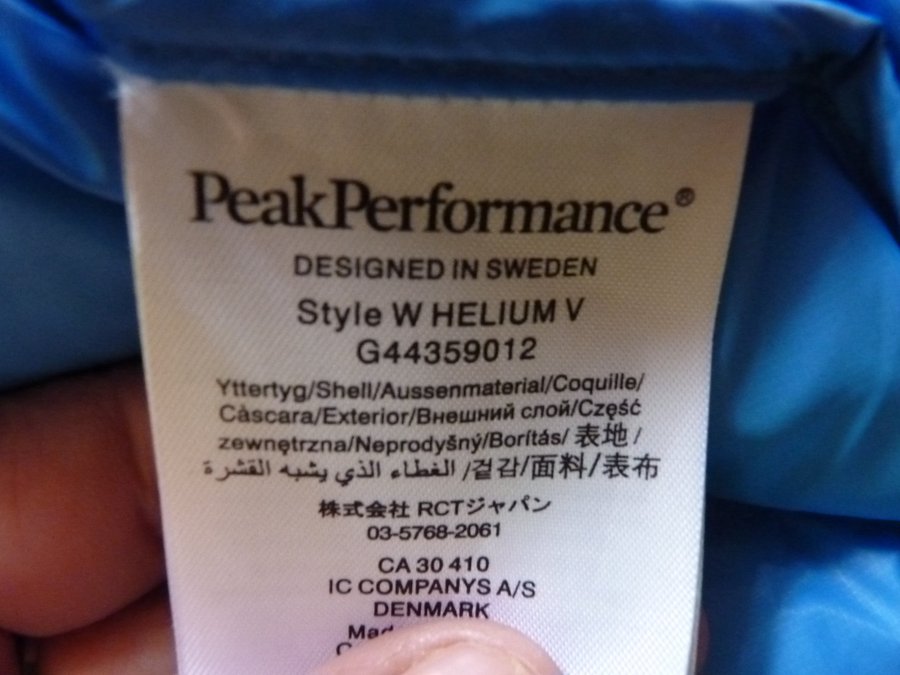 PeakPerformance®
DESIGNED IN SWEDEN
Style W HELIUM V
G44359012
Yttertyg/Shell/Aussenmaterial/Coquille/
Càscara/Exterior/Внешний слой/Część
zewnętrzna/Neprodyšný/Borítás/ 表地 /
الغطاء الذي يشبه القشرة /겉감/面料/表布
株式会社 RCTジャパン
03-5768-2061
CA 30 410
IC COMPANYS A/S
DENMARK